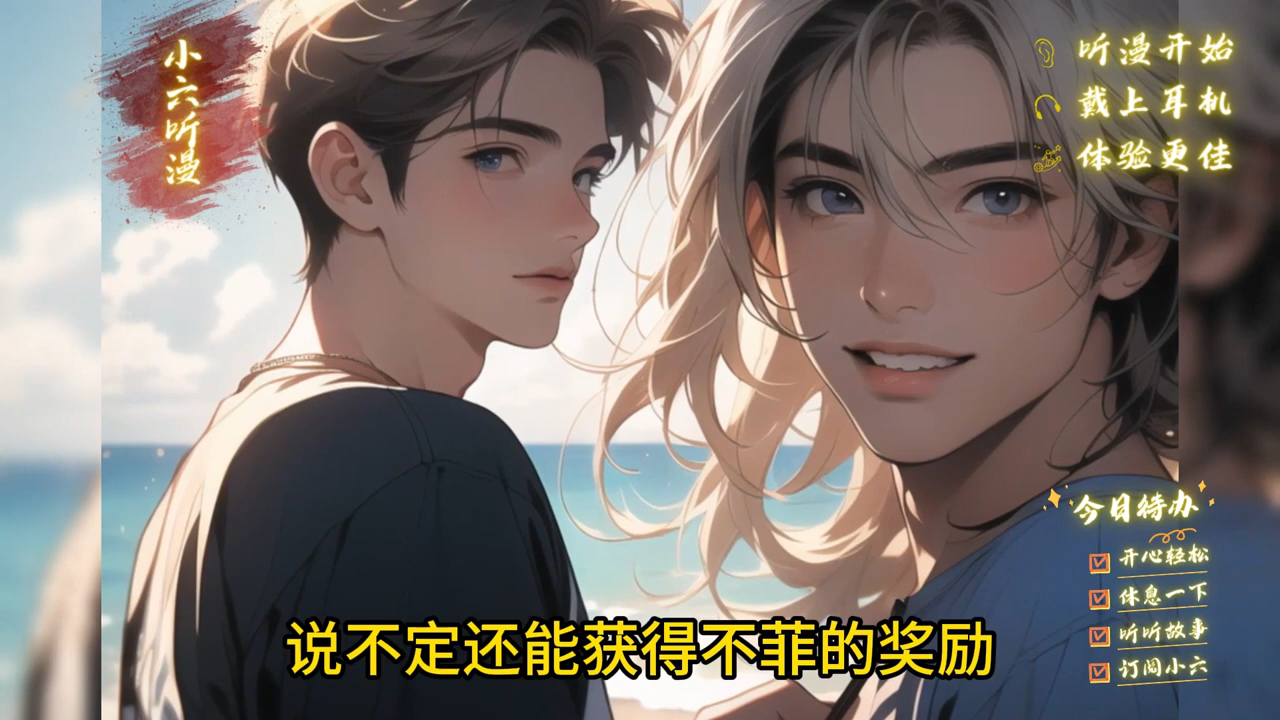 小六听漫
听漫开始
戴上耳机
体验更佳
今日待办
开心轻松
休息一下
听听故事
订阅小六
说不定还能获得不菲的奖励